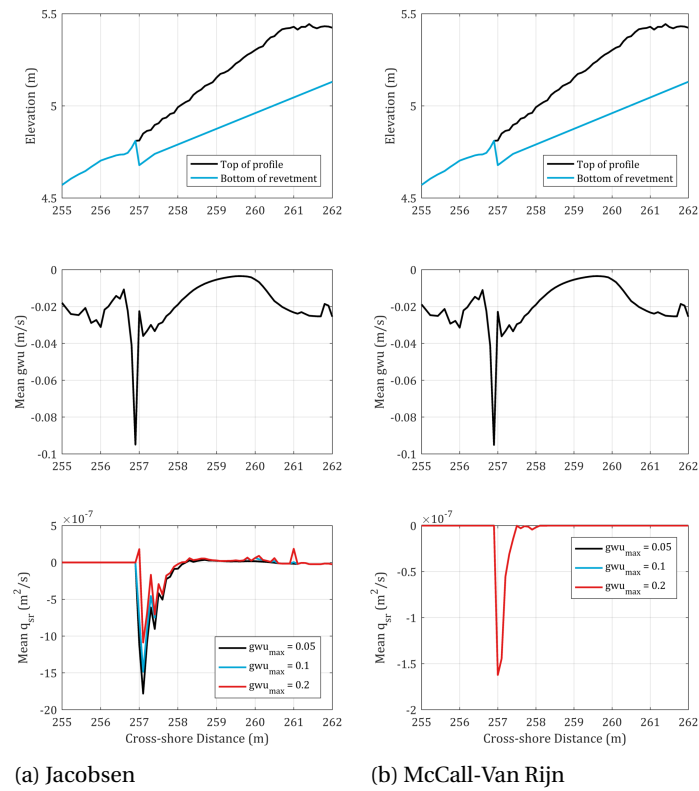 5.5
5
4.5
Elevation (m)
Top of profile
Bottom of revetment
255 256 257 258 259 260 261 262
5.5
5
4.5
Elevation (m)
Top of profile
Bottom of revetment
255 256 257 258 259 260 261 262
0
-0.02
-0.04
-0.06
-0.08
-0.1
Mean gwu (m/s)
255 256 257 258 259 260 261 262
0
-0.02
-0.04
-0.06
-0.08
-0.1
Mean gwu (m/s)
255 256 257 258 259 260 261 262
×10⁻⁷
5
0
-5
-10
-15
-20
Mean q_sr (m²/s)
gwu_max = 0.05
gwu_max = 0.1
gwu_max = 0.2
255 256 257 258 259 260 261 262
Cross-shore Distance (m)
×10⁻⁷
0
-0.5
-1
-1.5
-2
Mean q_sr (m²/s)
gwu_max = 0.05
gwu_max = 0.1
gwu_max = 0.2
255 256 257 258 259 260 261 262
Cross-shore Distance (m)
(a) Jacobsen
(b) McCall-Van Rijn